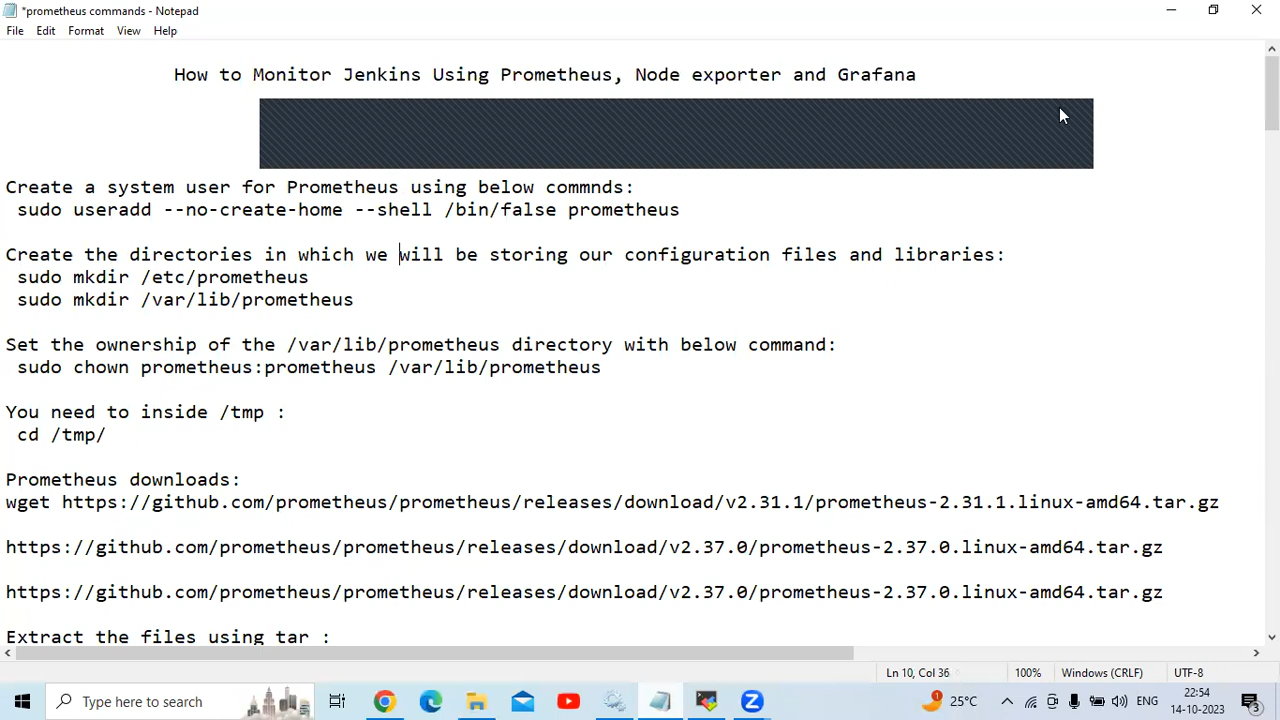 *prometheus commands - Notepad
File Edit Format View Help
How to Monitor Jenkins Using Prometheus, Node exporter and Grafana
Create a system user for Prometheus using below commnds:
sudo useradd --no-create-home --shell /bin/false prometheus
Create the directories in which we will be storing our configuration files and libraries:
sudo mkdir /etc/prometheus
sudo mkdir /var/lib/prometheus
Set the ownership of the /var/lib/prometheus directory with below command:
sudo chown prometheus:prometheus /var/lib/prometheus
You need to inside /tmp :
cd /tmp/
Prometheus downloads:
wget https://github.com/prometheus/prometheus/releases/download/v2.31.1/prometheus-2.31.1.linux-amd64.tar.gz
https://github.com/prometheus/prometheus/releases/download/v2.37.0/prometheus-2.37.0.linux-amd64.tar.gz
https://github.com/prometheus/prometheus/releases/download/v2.37.0/prometheus-2.37.0.linux-amd64.tar.gz
Extract the files using tar :
Ln 10, Col 36 100% Windows (CRLF) UTF-8
Type here to search 25°C ENG 22:54
14-10-2023 3